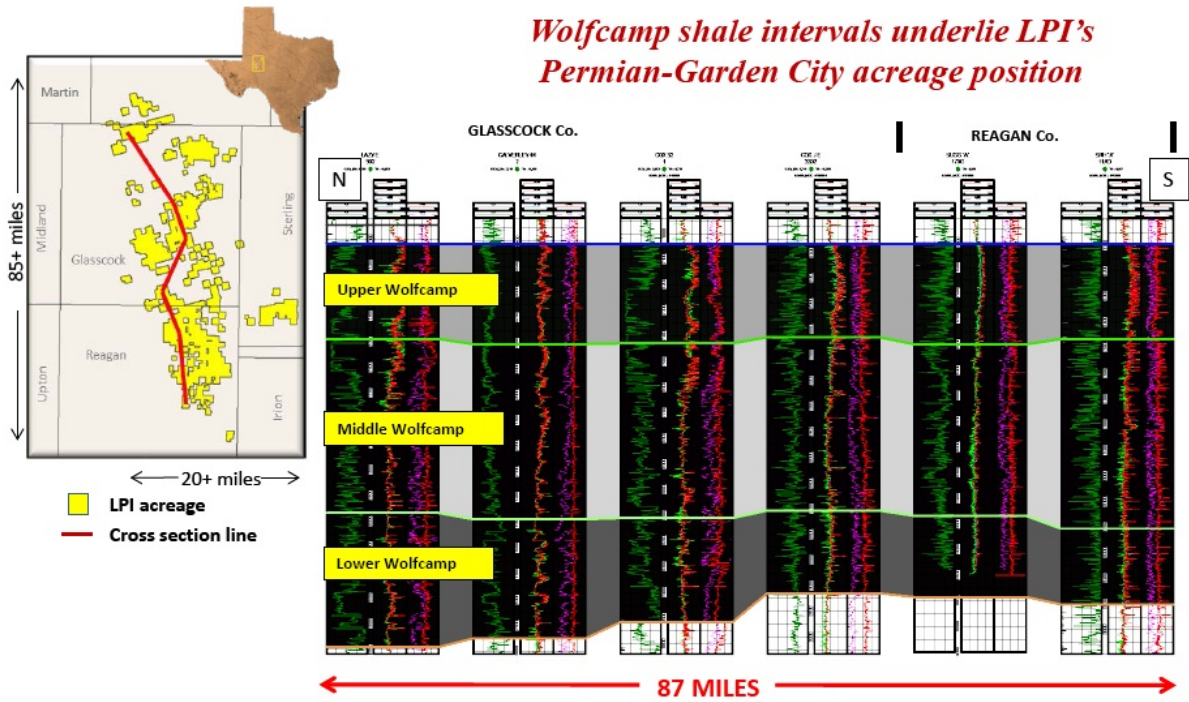 Wolfcamp shale intervals underlie LPI's
Permian-Garden City acreage position
Martin
Midland
Glasscock
Sterling
Reagan
Upton
Irion
85+ miles
20+ miles
LPI acreage
Cross section line
GLASSCOCK Co.
REAGAN Co.
N
S
Upper Wolfcamp
Middle Wolfcamp
Lower Wolfcamp
87 MILES